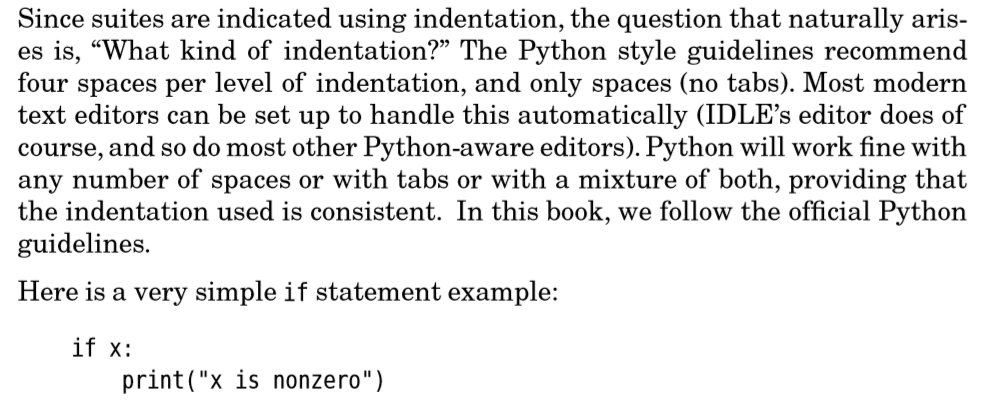 Since suites are indicated using indentation, the question that naturally aris-
es is, “What kind of indentation?” The Python style guidelines recommend
four spaces per level of indentation, and only spaces (no tabs). Most modern
text editors can be set up to handle this automatically (IDLE’s editor does of
course, and so do most other Python-aware editors). Python will work fine with
any number of spaces or with tabs or with a mixture of both, providing that
the indentation used is consistent. In this book, we follow the official Python
guidelines.
Here is a very simple if statement example:
if x:
    print("x is nonzero")